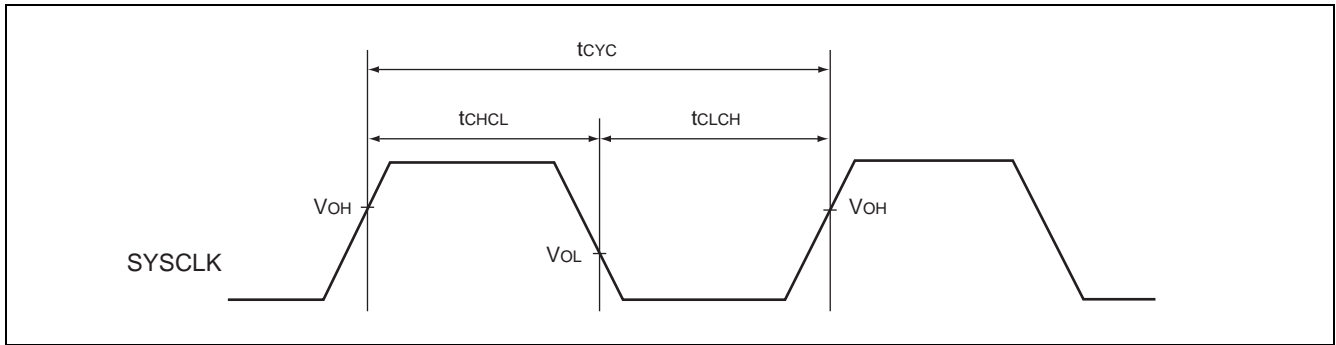 tCYC
tCHCL
tCLCH
VOH
VOH
VOL
SYSCLK